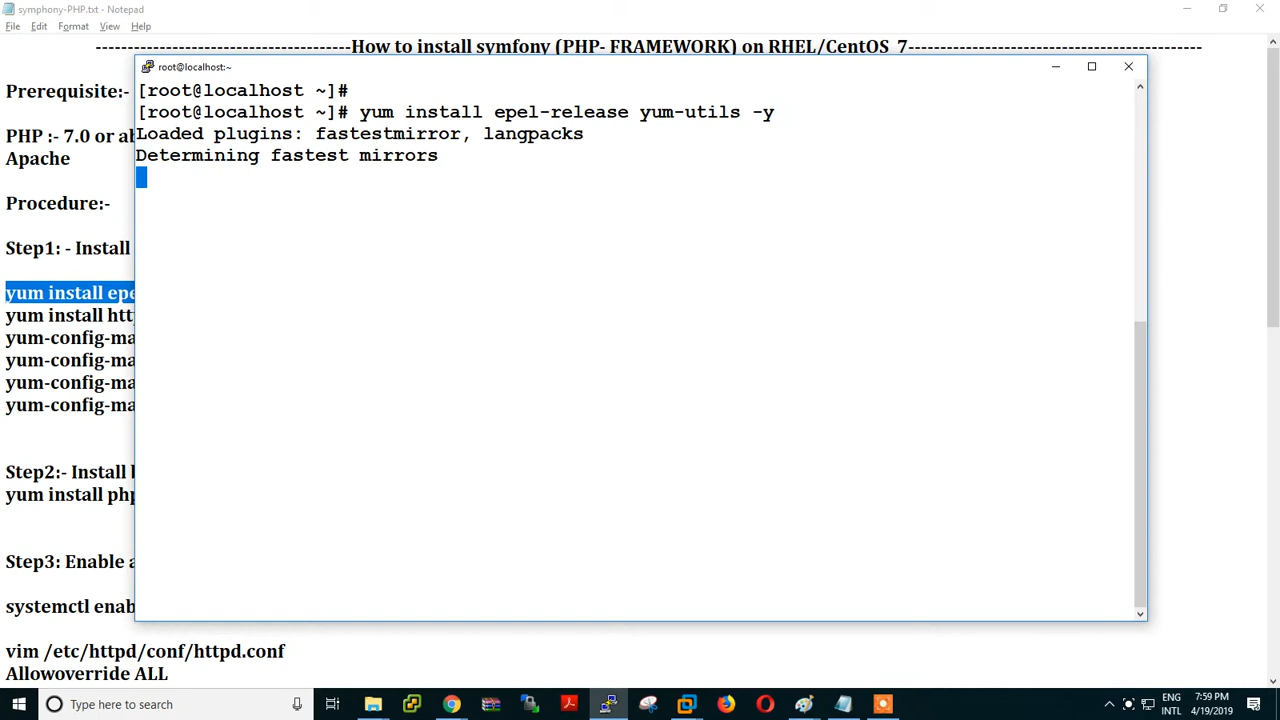 symphony-PHP.txt - Notepad
File Edit Format View Help
----------------------------------------How to install symfony (PHP- FRAMEWORK) on RHEL/CentOS 7----------------------------------------------
Prerequisite:-
PHP :- 7.0 or ab
Apache
Procedure:-
Step1: - Install
yum install epe
yum install http
yum-config-ma
yum-config-ma
yum-config-ma
yum-config-ma
Step2:- Install b
yum install php
Step3: Enable a
systemctl enab
vim /etc/httpd/conf/httpd.conf
Allowoverride ALL
root@localhost:~
[root@localhost ~]#
[root@localhost ~]# yum install epel-release yum-utils -y
Loaded plugins: fastestmirror, langpacks
Determining fastest mirrors
Type here to search
ENG
INTL
7:59 PM
4/19/2019